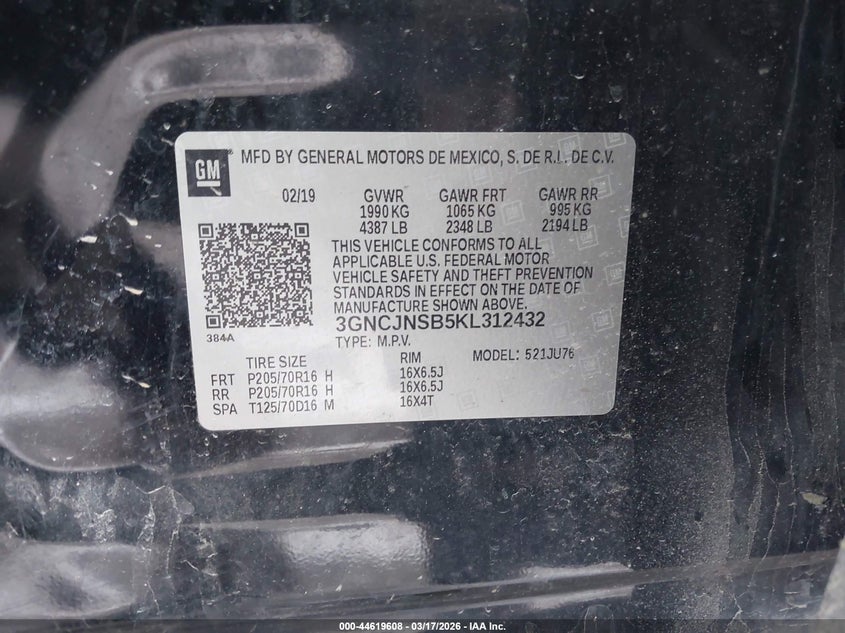 GM
MFD BY GENERAL MOTORS DE MEXICO, S. DE R.L. DE C.V.
02/19 GVWR GAWR FRT GAWR RR
1990 KG 1065 KG 995 KG
4387 LB 2348 LB 2194 LB
THIS VEHICLE CONFORMS TO ALL
APPLICABLE U.S. FEDERAL MOTOR
VEHICLE SAFETY AND THEFT PREVENTION
STANDARDS IN EFFECT ON THE DATE OF
MANUFACTURE SHOWN ABOVE.
3GNCJNSB5KL312432
384A
TYPE: M.P.V. MODEL: 521JU76
TIRE SIZE RIM
FRT P205/70R16 H 16X6.5J
RR P205/70R16 H 16X6.5J
SPA T125/70D16 M 16X4T
000-44619608 - 03/17/2026 - IAA Inc.